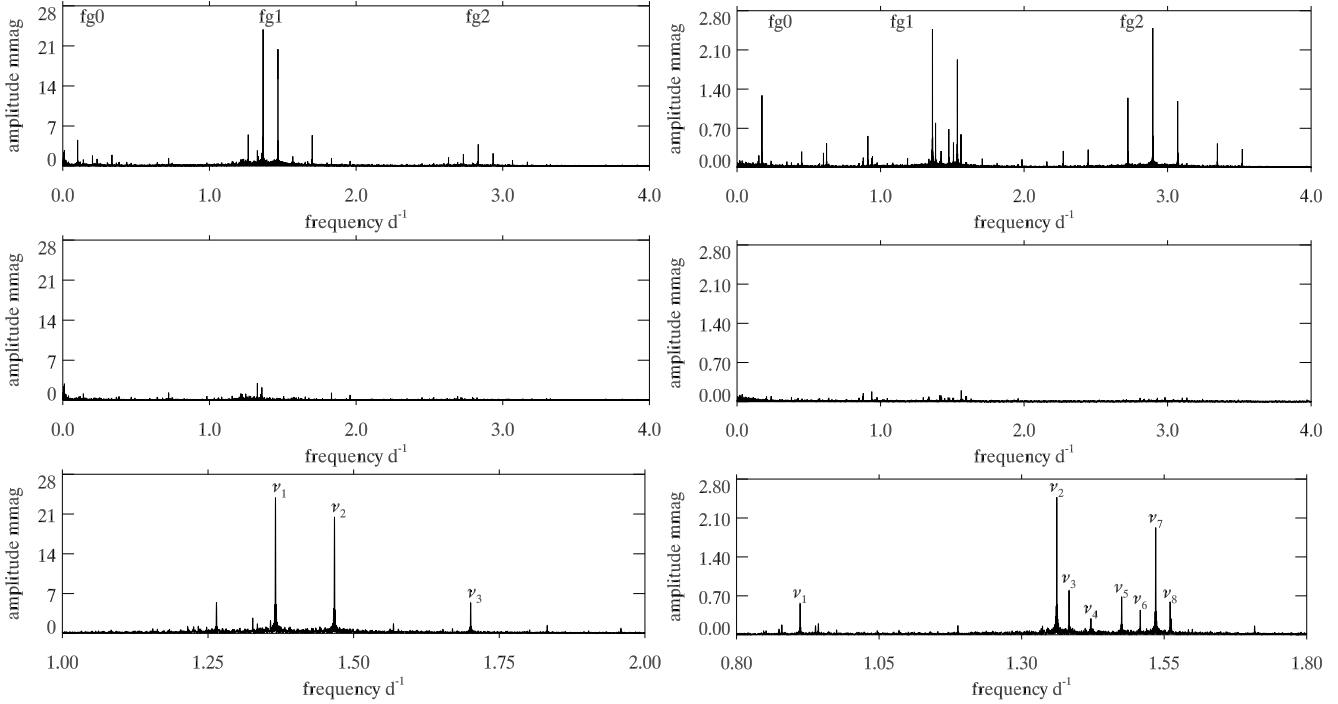 fg0 fg1 fg2
amplitude mmag
28
21
14
7
0
0.0 1.0 2.0 3.0 4.0
frequency d-1
fg0 fg1 fg2
amplitude mmag
2.80
2.10
1.40
0.70
0.00
0.0 1.0 2.0 3.0 4.0
frequency d-1
amplitude mmag
28
21
14
7
0
0.0 1.0 2.0 3.0 4.0
frequency d-1
amplitude mmag
2.80
2.10
1.40
0.70
0.00
0.0 1.0 2.0 3.0 4.0
frequency d-1
amplitude mmag
28
21
14
7
0
ν1
ν2
ν3
1.00 1.25 1.50 1.75 2.00
frequency d-1
amplitude mmag
2.80
2.10
1.40
0.70
0.00
ν1
ν2
ν3
ν4
ν5
ν6
ν7
ν8
0.80 1.05 1.30 1.55 1.80
frequency d-1